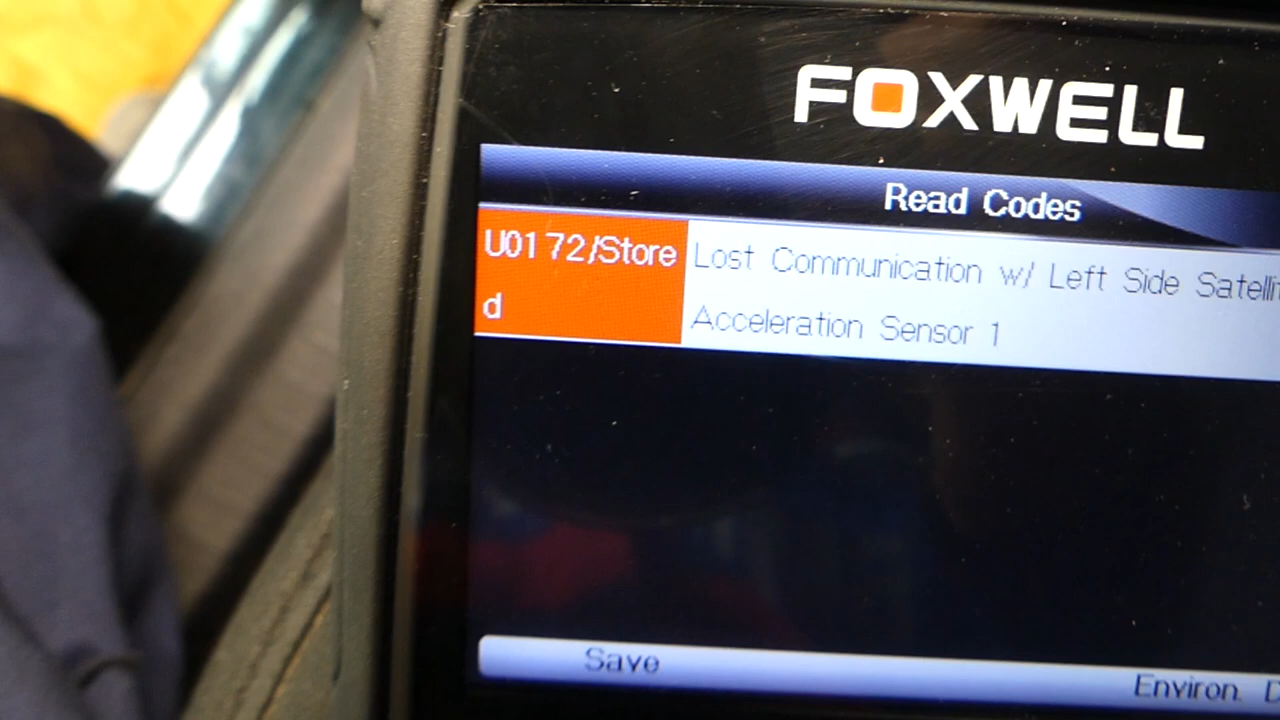 FOXWELL
Read Codes
U0172/Store
d
Lost Communication w/ Left Side
Acceleration Sensor 1
Save
Environ.